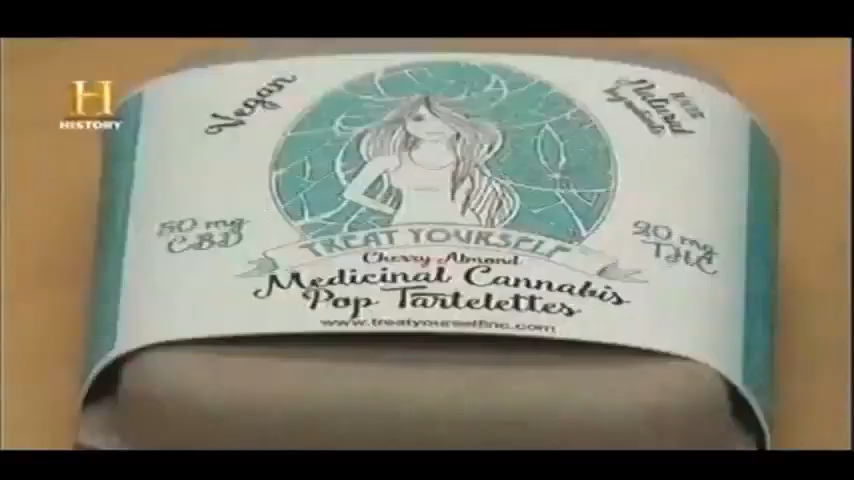 H
HISTORY
Vegan
100%
Natural
Ingredients
50 mg
CBD
20 mg
THC
TREAT YOURSELF
Cherry Almond
Medicinal Cannabis
Pop Tartelettes
www.treatyourselfinc.com